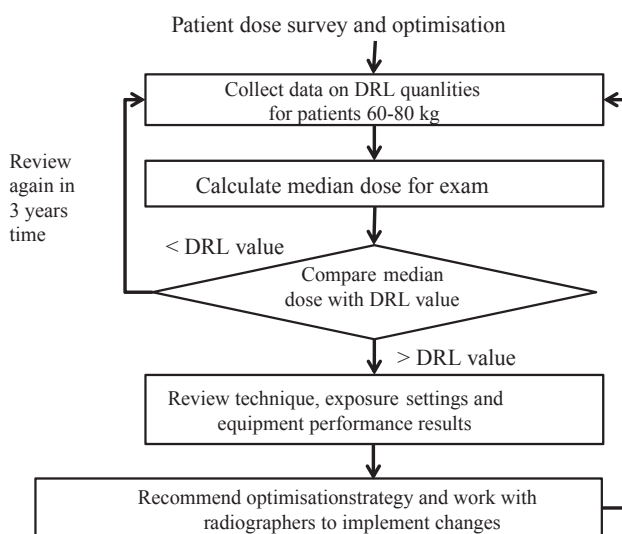 Patient dose survey and optimisation
Collect data on DRL quanlities
for patients 60-80 kg
Review
again in
3 years
time
Calculate median dose for exam
< DRL value
Compare median
dose with DRL value
> DRL value
Review technique, exposure settings and
equipment performance results
Recommend optimisationstrategy and work with
radiographers to implement changes